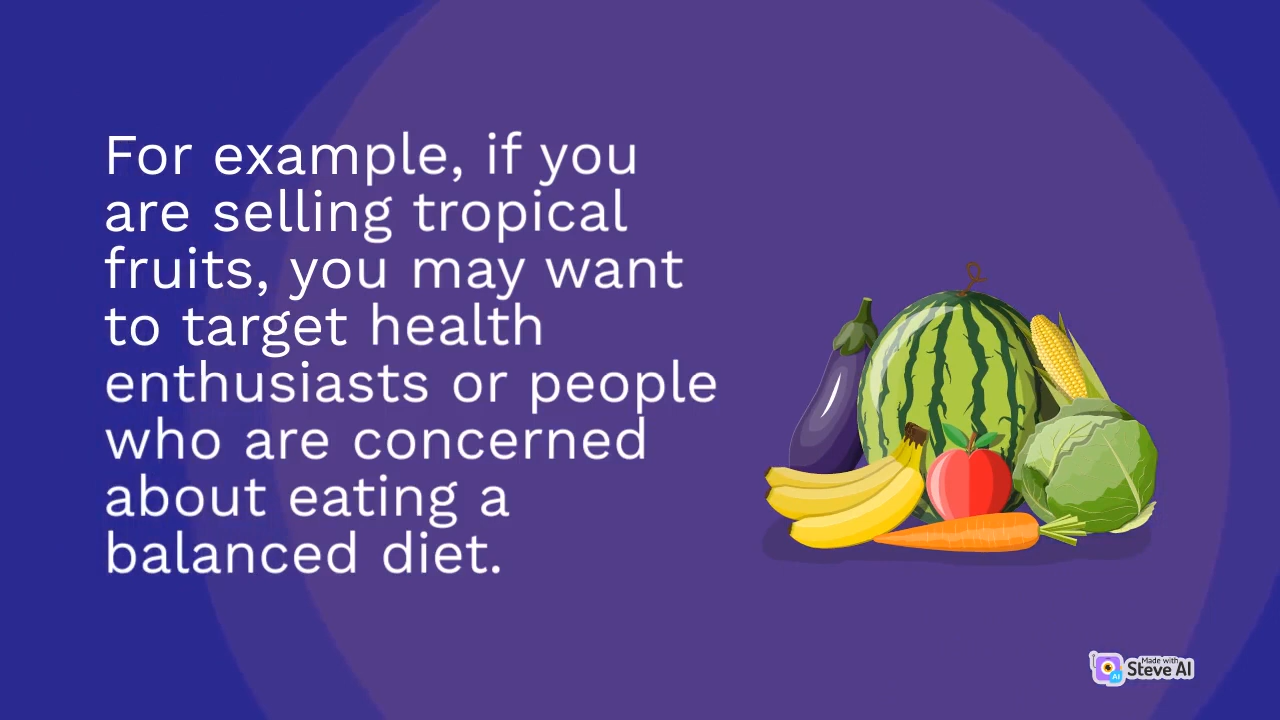 For example, if you
are selling tropical
fruits, you may want
to target health
enthusiasts or people
who are concerned
about eating a
balanced diet.
Made with
Steve AI
AI